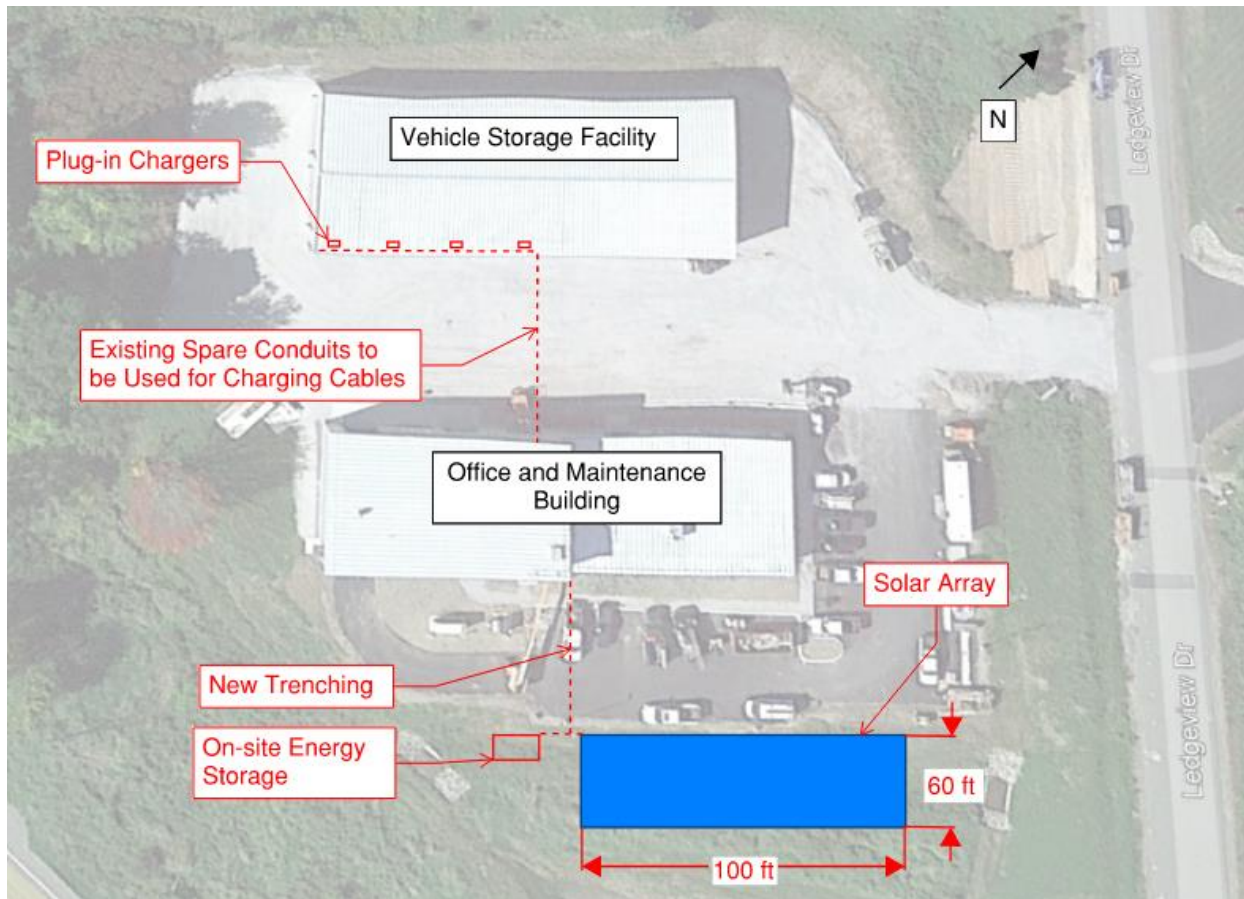 Ledgeview Dr
N
Vehicle Storage Facility
Plug-in Chargers
Existing Spare Conduits to
be Used for Charging Cables
Office and Maintenance
Building
Solar Array
New Trenching
On-site Energy
Storage
60 ft
Ledgeview Dr
100 ft